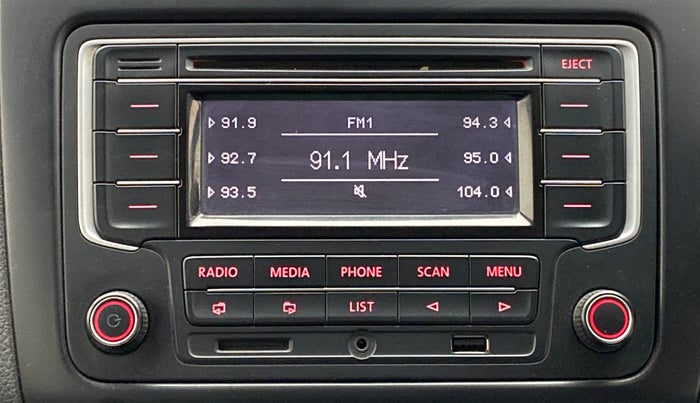 EJECT
91.9 FM1 94.3
92.7 91.1 MHz 95.0
93.5 104.0
RADIO MEDIA PHONE SCAN MENU
LIST